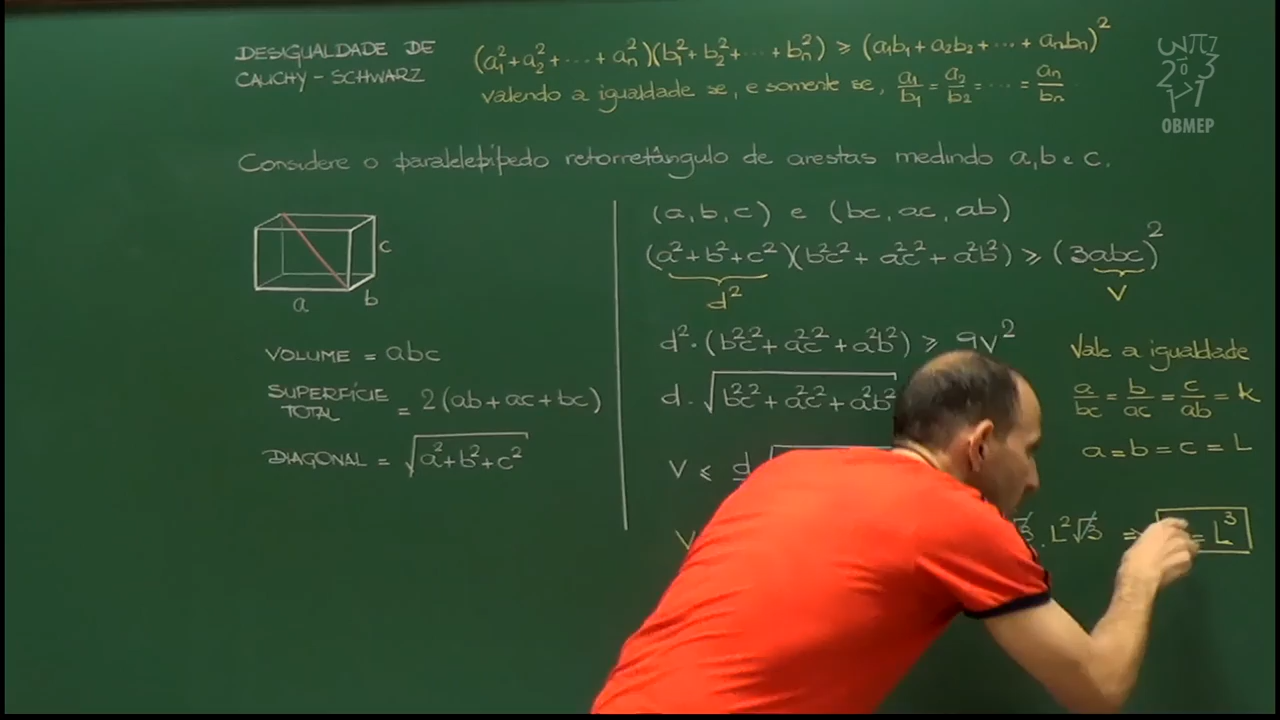 DESIGUALDADE DE
CAUCHY-SCHWARZ
(a₁²+a₂²+···+aₙ²)(b₁²+b₂²+···+bₙ²) ≥ (a₁b₁+a₂b₂+···+aₙbₙ)²
valendo a igualdade se, e somente se, a₁/b₁ = a₂/b₂ = ··· = aₙ/bₙ
OBMEP
Considere o paralelepípedo retorretângulo de arestas medindo a, b e c.
c
a
b
VOLUME = abc
SUPERFÍCIE TOTAL = 2(ab+ac+bc)
DIAGONAL = √(a²+b²+c²)
(a, b, c) e (bc, ac, ab)
(a²+b²+c²)(b²c²+a²c²+a²b²) ≥ (3abc)²
d²
V
d²·(b²c²+a²c²+a²b²) ≥ 9V²
d·√(b²c²+a²c²+a²b²
V ≤ d
V
L²√3 ⇒
= L³
Vale a igualdade
a/bc = b/ac = c/ab = k
a = b = c = L